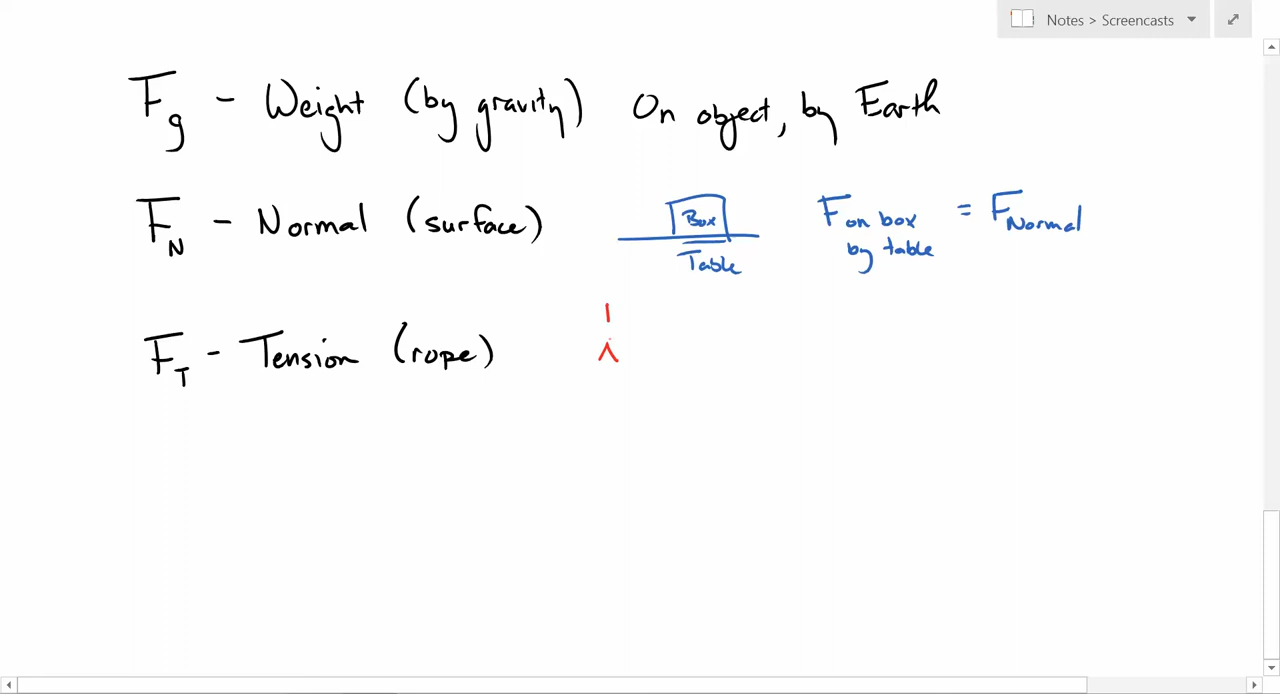 Notes > Screencasts
Fg - Weight (by gravity) On object, by Earth
FN - Normal (surface) Box F on box = FNormal
Table by table
FT - Tension (rope)